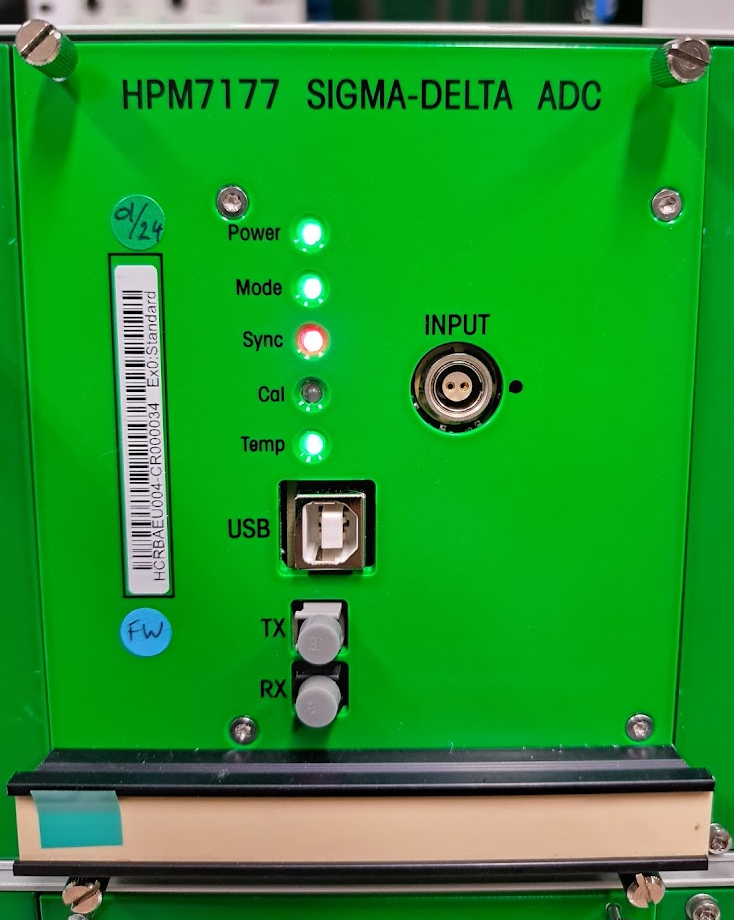 HPM7177 SIGMA-DELTA ADC
01/24
Power
Mode
Sync
INPUT
Cal
Temp
HCRBAEU004-CR000034 Ex0:Standard
USB
FW
TX
RX